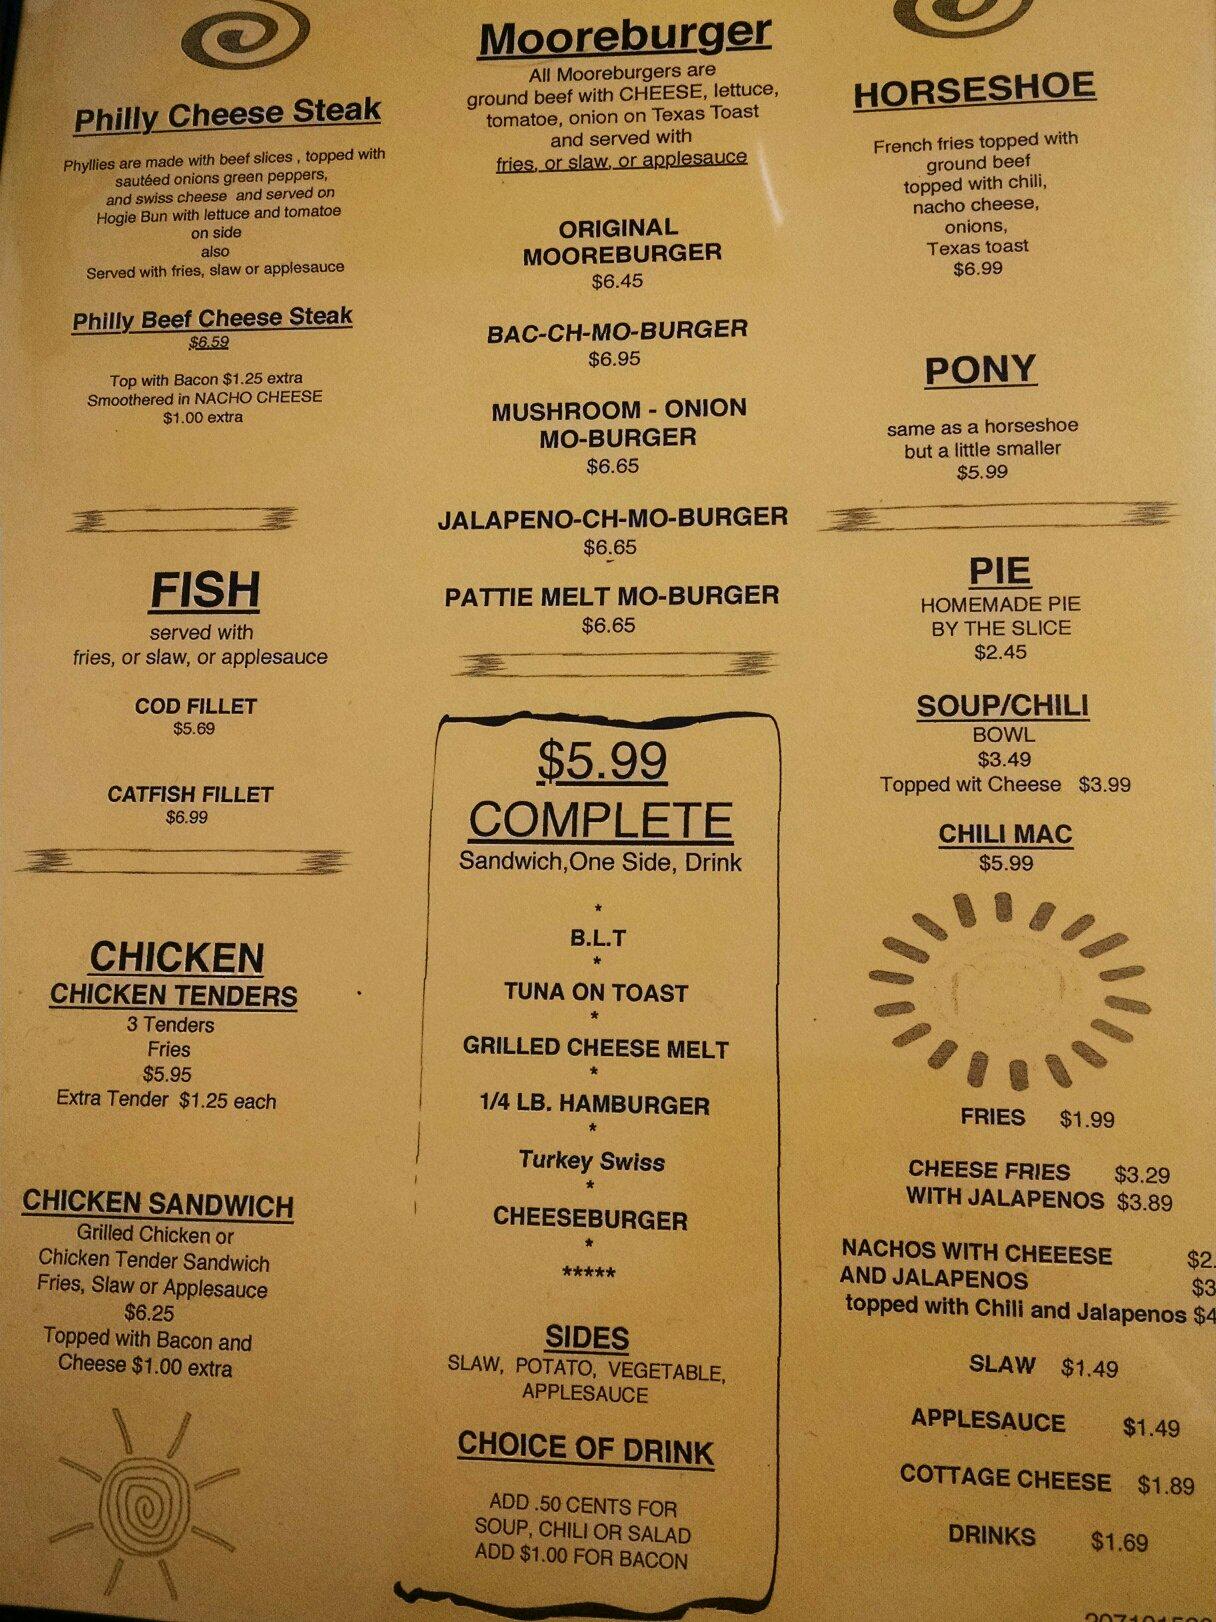 Philly Cheese Steak
Phyllies are made with beef slices , topped with
sautéed onions green peppers,
and swiss cheese and served on
Hogie Bun with lettuce and tomatoe
on side
also
Served with fries, slaw or applesauce
Philly Beef Cheese Steak
$6.59
Top with Bacon $1.25 extra
Smoothered in NACHO CHEESE
$1.00 extra
FISH
served with
fries, or slaw, or applesauce
COD FILLET
$5.69
CATFISH FILLET
$6.99
CHICKEN
CHICKEN TENDERS
3 Tenders
Fries
$5.95
Extra Tender $1.25 each
CHICKEN SANDWICH
Grilled Chicken or
Chicken Tender Sandwich
Fries, Slaw or Applesauce
$6.25
Topped with Bacon and
Cheese $1.00 extra
Mooreburger
All Mooreburgers are
ground beef with CHEESE, lettuce,
tomatoe, onion on Texas Toast
and served with
fries, or slaw, or applesauce
ORIGINAL
MOOREBURGER
$6.45
BAC-CH-MO-BURGER
$6.95
MUSHROOM - ONION
MO-BURGER
$6.65
JALAPENO-CH-MO-BURGER
$6.65
PATTIE MELT MO-BURGER
$6.65
$5.99
COMPLETE
Sandwich,One Side, Drink
*
B.L.T
*
TUNA ON TOAST
*
GRILLED CHEESE MELT
*
1/4 LB. HAMBURGER
*
Turkey Swiss
*
CHEESEBURGER
*
*****
SIDES
SLAW, POTATO, VEGETABLE,
APPLESAUCE
CHOICE OF DRINK
ADD .50 CENTS FOR
SOUP, CHILI OR SALAD
ADD $1.00 FOR BACON
HORSESHOE
French fries topped with
ground beef
topped with chili,
nacho cheese,
onions,
Texas toast
$6.99
PONY
same as a horseshoe
but a little smaller
$5.99
PIE
HOMEMADE PIE
BY THE SLICE
$2.45
SOUP/CHILI
BOWL
$3.49
Topped wit Cheese $3.99
CHILI MAC
$5.99
FRIES $1.99
CHEESE FRIES $3.29
WITH JALAPENOS $3.89
NACHOS WITH CHEEESE $2.
AND JALAPENOS $3
topped with Chili and Jalapenos $4
SLAW $1.49
APPLESAUCE $1.49
COTTAGE CHEESE $1.89
DRINKS $1.69